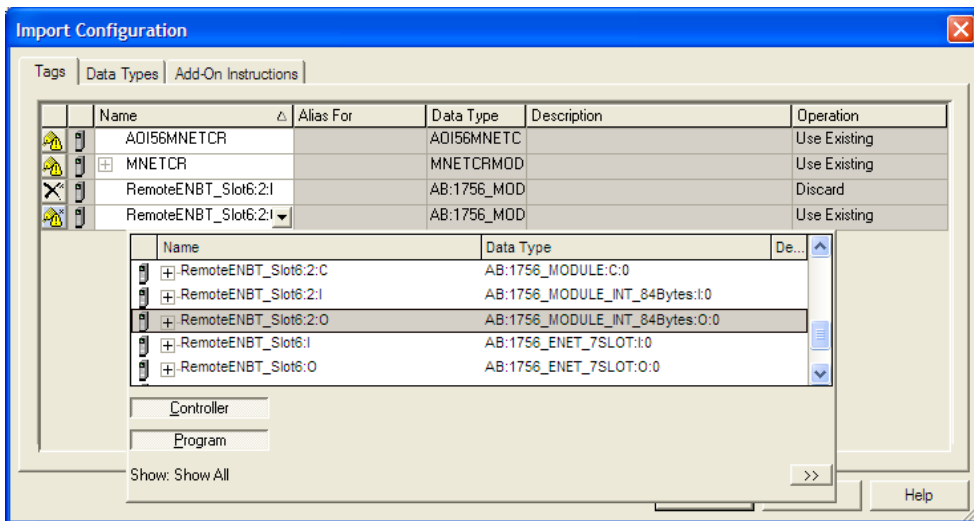 Import Configuration
Tags Data Types Add-On Instructions
Name Alias For Data Type Description Operation
AOI56MNETCR AOI56MNETC Use Existing
MNETCR MNETCRMOD Use Existing
RemoteENBT_Slot6:2:I AB:1756_MOD Discard
RemoteENBT_Slot6:2:( AB:1756_MOD Use Existing
Name Data Type De...
RemoteENBT_Slot6:2:C AB:1756_MODULE:C:0
RemoteENBT_Slot6:2:I AB:1756_MODULE_INT_84Bytes:I:0
RemoteENBT_Slot6:2:O AB:1756_MODULE_INT_84Bytes:O:0
RemoteENBT_Slot6:I AB:1756_ENET_7SLOT:I:0
RemoteENBT_Slot6:O AB:1756_ENET_7SLOT:O:0
Controller
Program
Show: Show All >>
Help